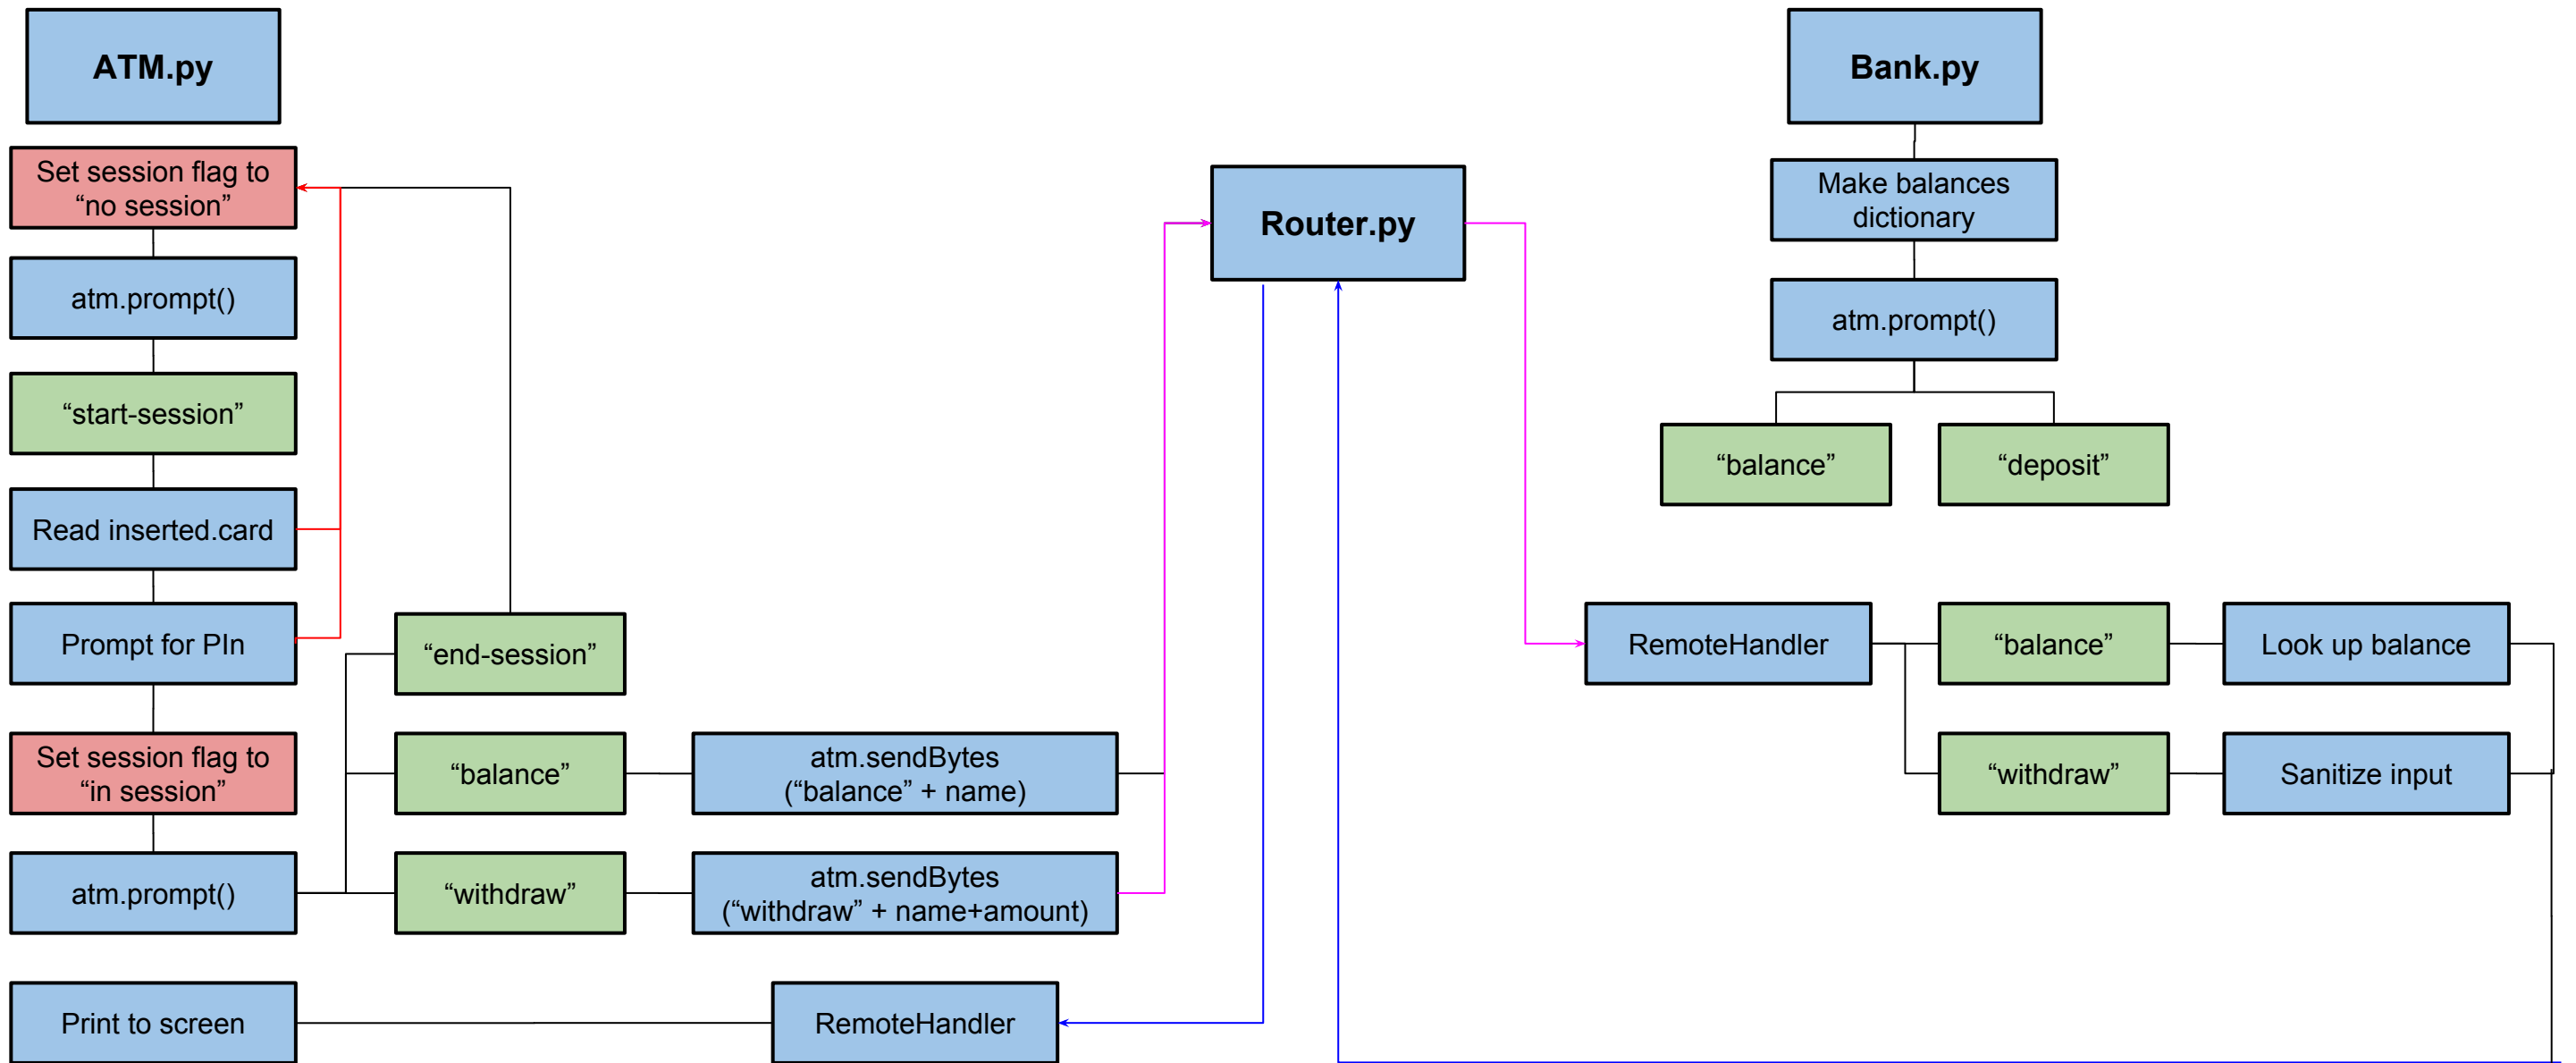 ATM.py
Set session flag to
“no session”
atm.prompt()
“start-session”
Read inserted.card
Prompt for PIn
Set session flag to
“in session”
atm.prompt()
“end-session”
“balance”
“withdraw”
atm.sendBytes
(“balance” + name)
atm.sendBytes
(“withdraw” + name+amount)
Print to screen
RemoteHandler
Router.py
Bank.py
Make balances
dictionary
atm.prompt()
“balance”
“deposit”
RemoteHandler
“balance”
Look up balance
“withdraw”
Sanitize input